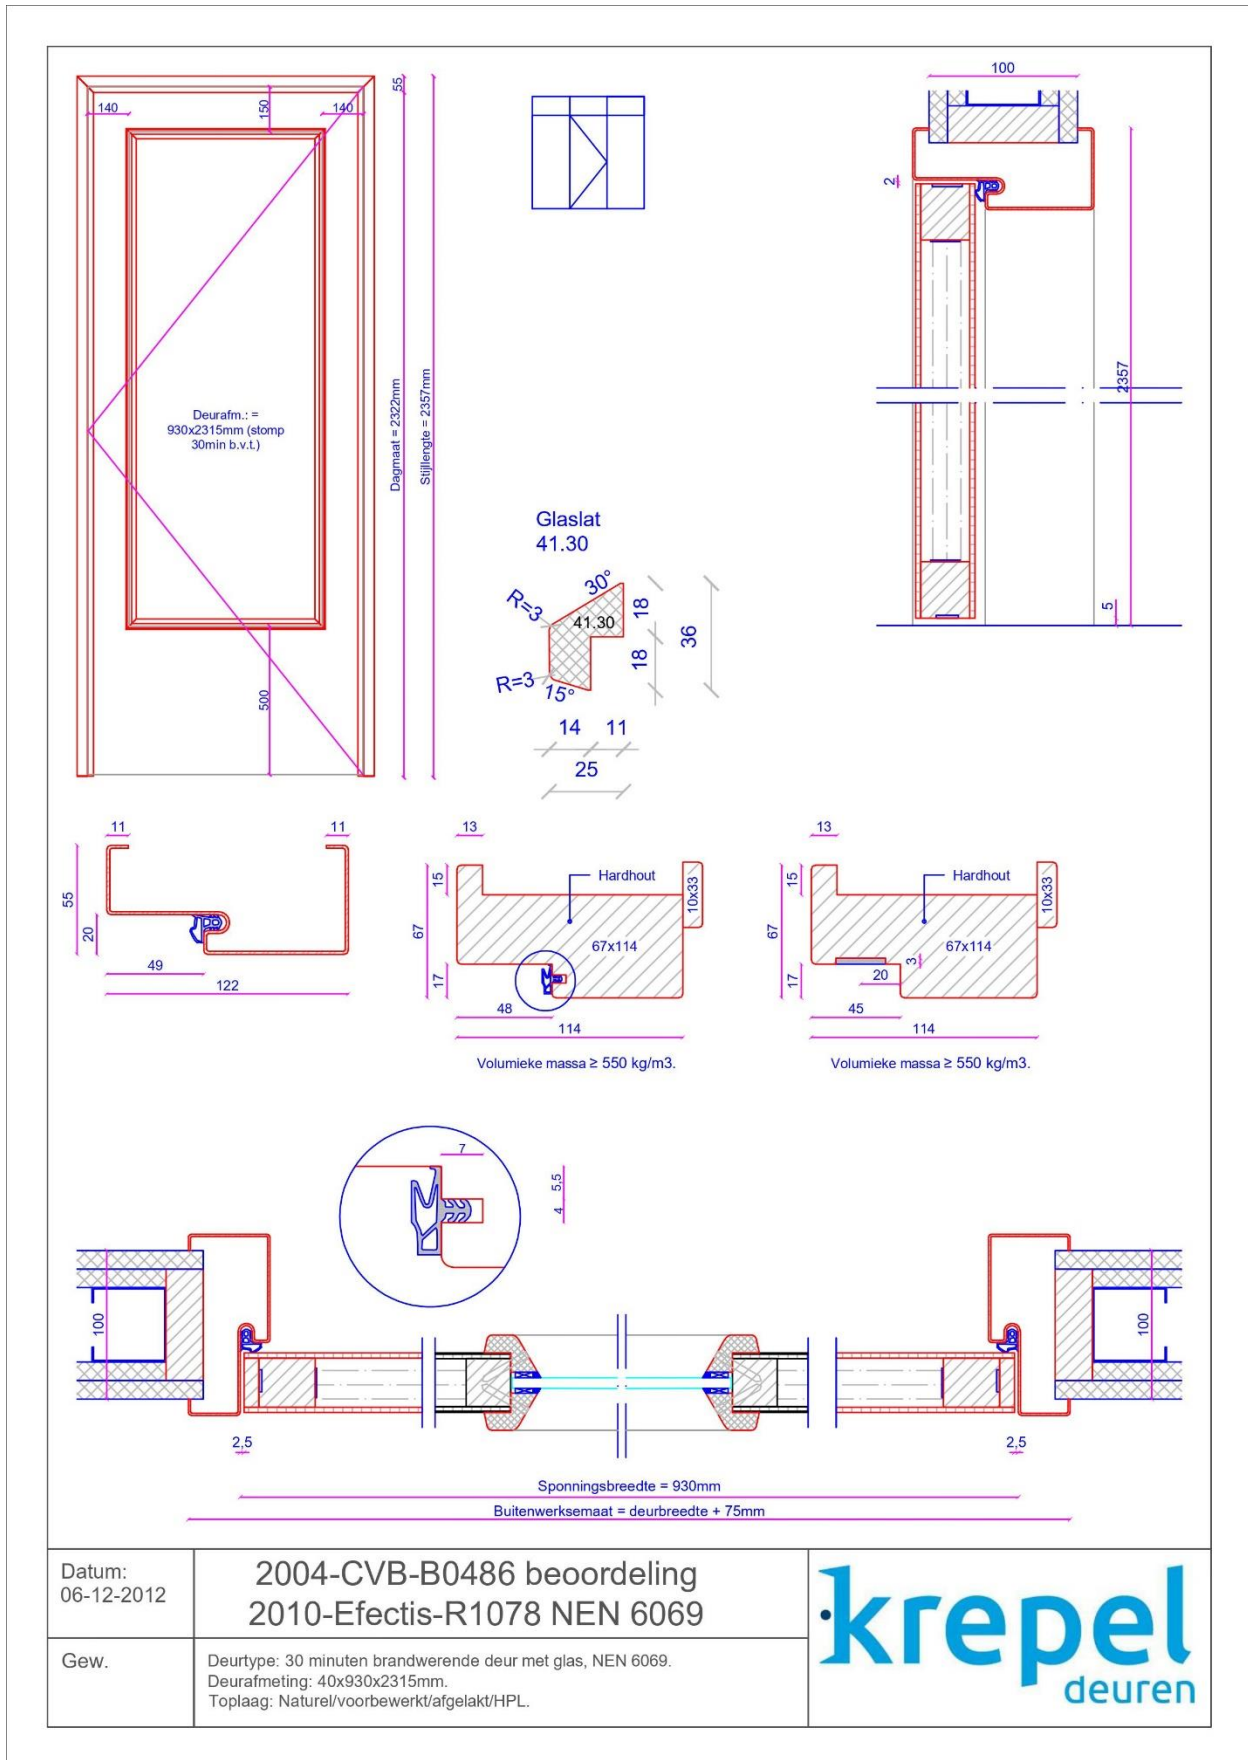 140
150
140
55
Deurafm.: =
930x2315mm (stomp
30min b.v.t.)
Dagmaat = 2322mm
Stijllengte = 2357mm
500
100
2
2357
5
Glaslat
41.30
30°
R=3
41.30
18
36
R=3
15°
18
14
11
25
11
11
55
20
49
122
13
15
Hardhout
10x33
67
67x114
17
48
114
Volumieke massa ≥ 550 kg/m3.
13
15
Hardhout
10x33
67
67x114
3
20
17
45
114
Volumieke massa ≥ 550 kg/m3.
7
5,5
4
100
100
2,5
2,5
Sponningsbreedte = 930mm
Buitenwerksemaat = deurbreedte + 75mm
Datum:
06-12-2012
2004-CVB-B0486 beoordeling
2010-Efectis-R1078 NEN 6069
Gew.
Deurtype: 30 minuten brandwerende deur met glas, NEN 6069.
Deurafmeting: 40x930x2315mm.
Toplaag: Naturel/voorbewerkt/afgelakt/HPL.
krepel
deuren